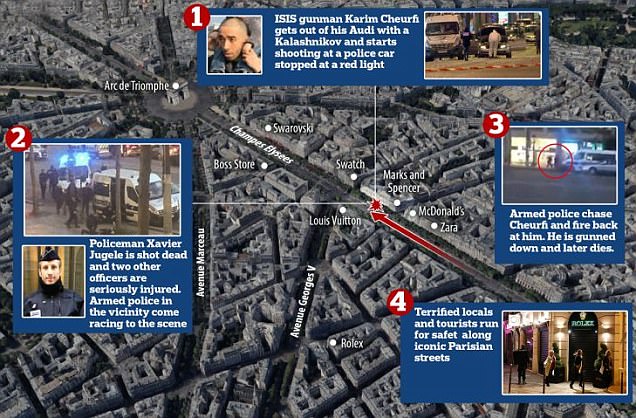 1
ISIS gunman Karim Cheurfi
gets out of his Audi with a
Kalashnikov and starts
shooting at a police car
stopped at a red light
Arc de Triomphe
Swarovski
Champes Elysees
Boss Store
Swatch
Marks and
Spencer
McDonald's
Zara
Louis Vuitton
Avenue Marceau
Avenue Georges V
Rolex
2
Policeman Xavier
Jugele is shot dead
and two other
officers are
seriously injured.
Armed police in
the vicinity come
racing to the scene
3
Armed police chase
Cheurfi and fire back
at him. He is gunned
down and later dies.
4
Terrified locals
and tourists run
for safet along
iconic Parisian
streets
ROLEX